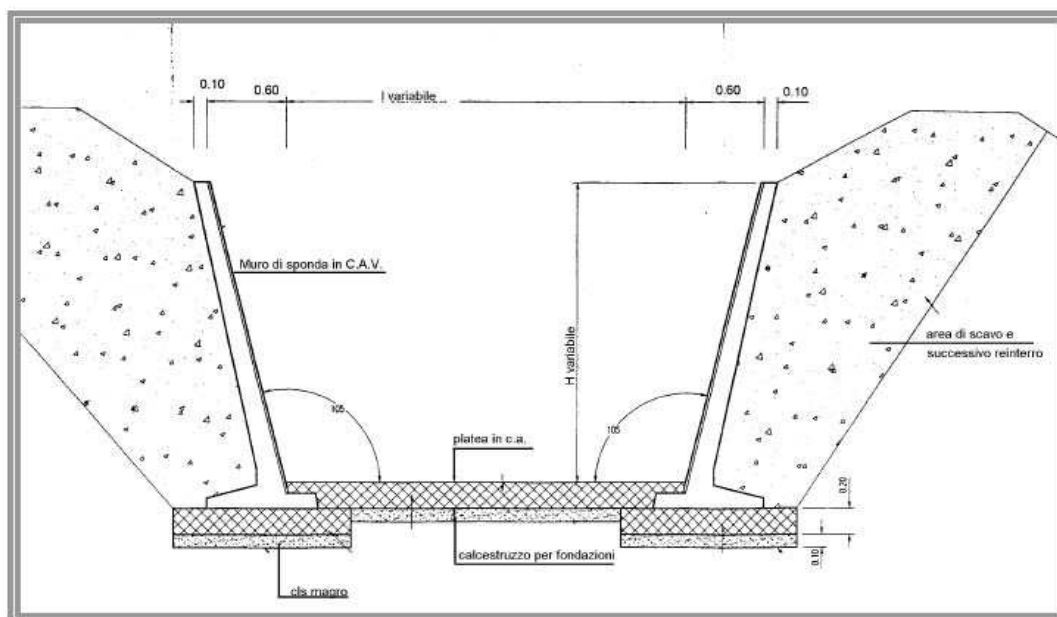 0.10 0.60 l variabile 0.60 0.10
Muro di sponda in C.A.V.
H variabile
area di scavo e
successivo reinterro
105
105
platea in c.a.
0.20
calcestruzzo per fondazioni
0.10
cls magro